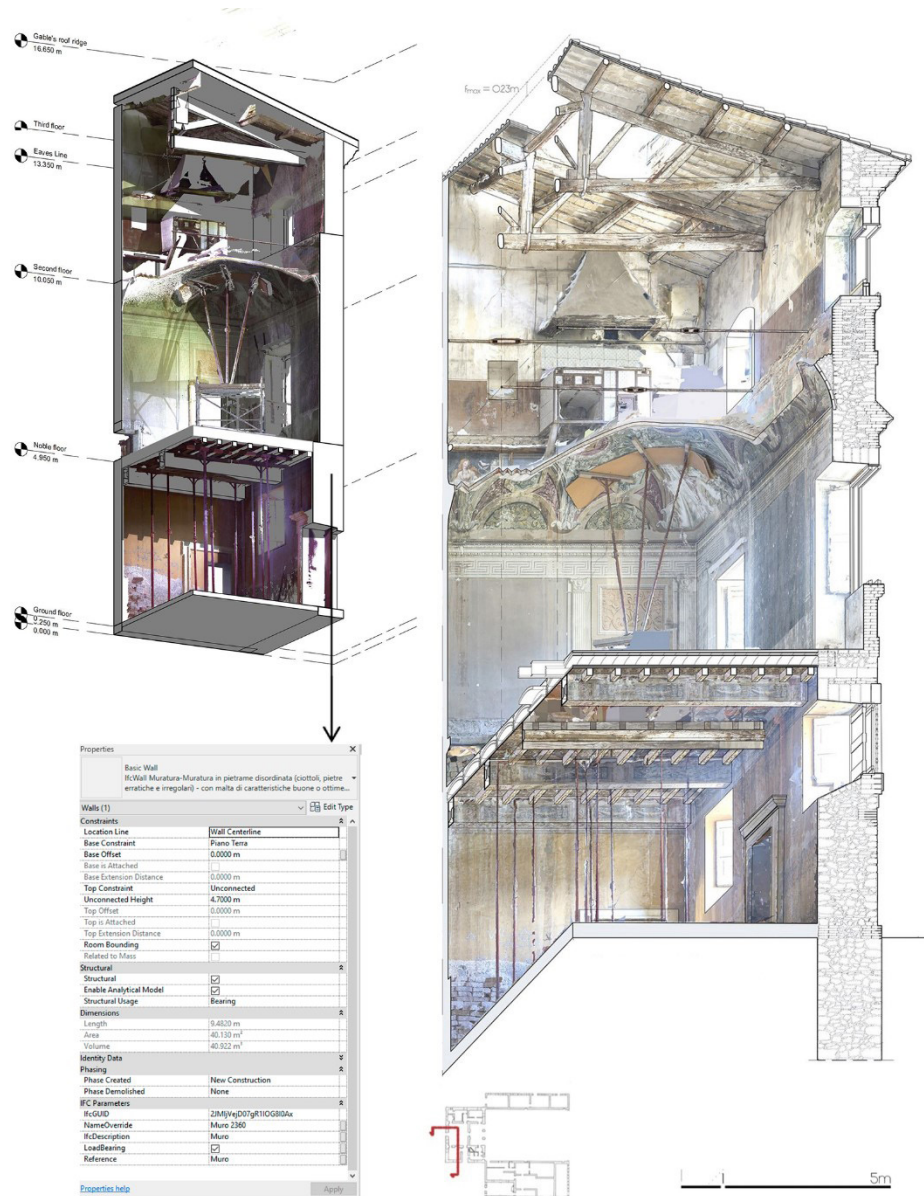 Gable's roof ridge
16.650 m
Third floor
Eaves Line
13.350 m
Second floor
10.050 m
Noble floor
4.950 m
Ground floor
0.000 m
fmax = 023m
Properties
Basic Wall
IfcWall Muratura-Muratura in pietrame disordinata (ciottoli, pietre
erratiche e irregolari) - con malta di caratteristiche buone o ottime...
Walls (1)
Edit Type
Constraints
Location Line Wall Centerline
Base Constraint Piano Terra
Base Offset 0.0000 m
Base is Attached
Base Extension Distance 0.0000 m
Top Constraint Unconnected
Unconnected Height 4.7000 m
Top Offset 0.0000 m
Top is Attached
Top Extension Distance 0.0000 m
Room Bounding
Related to Mass
Structural
Structural
Enable Analytical Model
Structural Usage Bearing
Dimensions
Length 9.4820 m
Area 40.130 m²
Volume 40.922 m³
Identity Data
Phasing
Phase Created New Construction
Phase Demolished None
IFC Parameters
IfcGUID
NameOverride Muro 2360
IfcDescription Muro
LoadBearing
Reference Muro
Properties help
Apply
5m